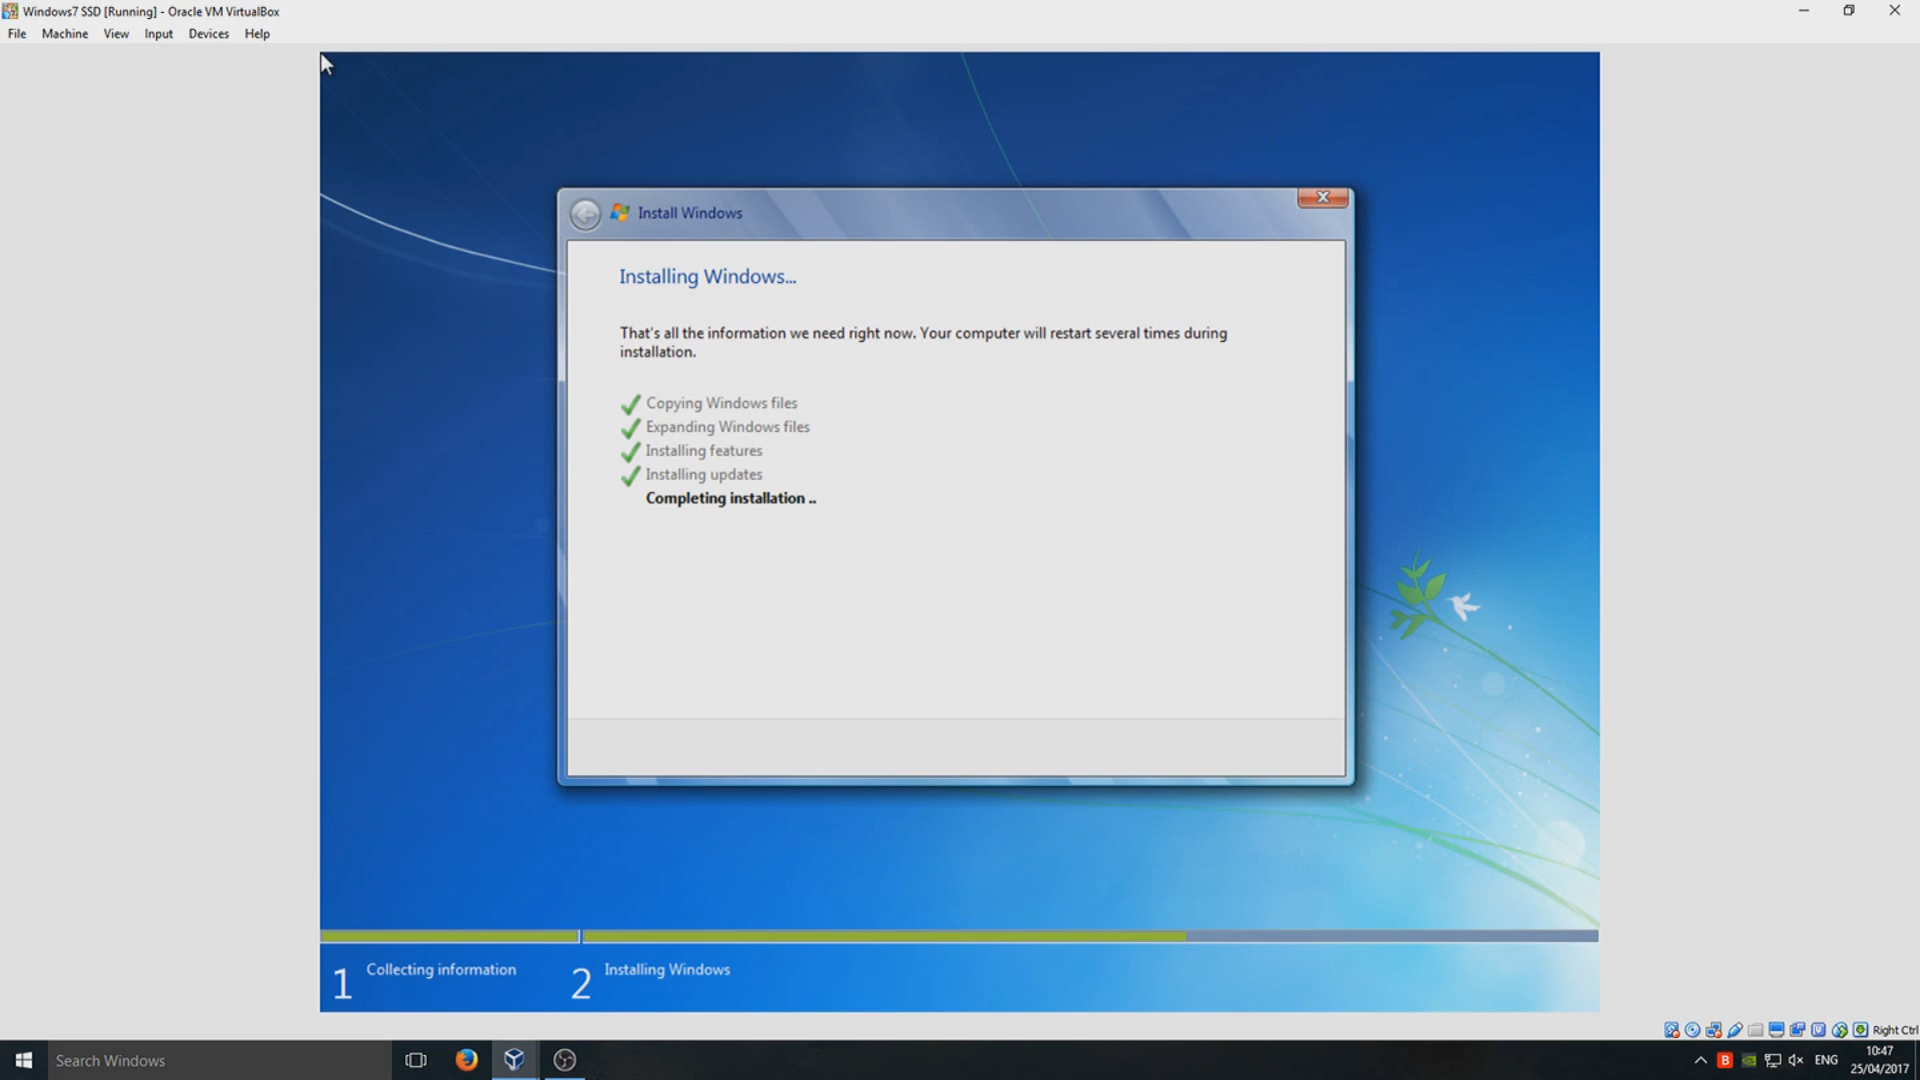 Windows7 SSD [Running] - Oracle VM VirtualBox
File Machine View Input Devices Help
Install Windows
Installing Windows...
That's all the information we need right now. Your computer will restart several times during
installation.
Copying Windows files
Expanding Windows files
Installing features
Installing updates
Completing installation ..
1 Collecting information 2 Installing Windows
Right Ctrl
Search Windows
B
ENG
10:47
25/04/2017